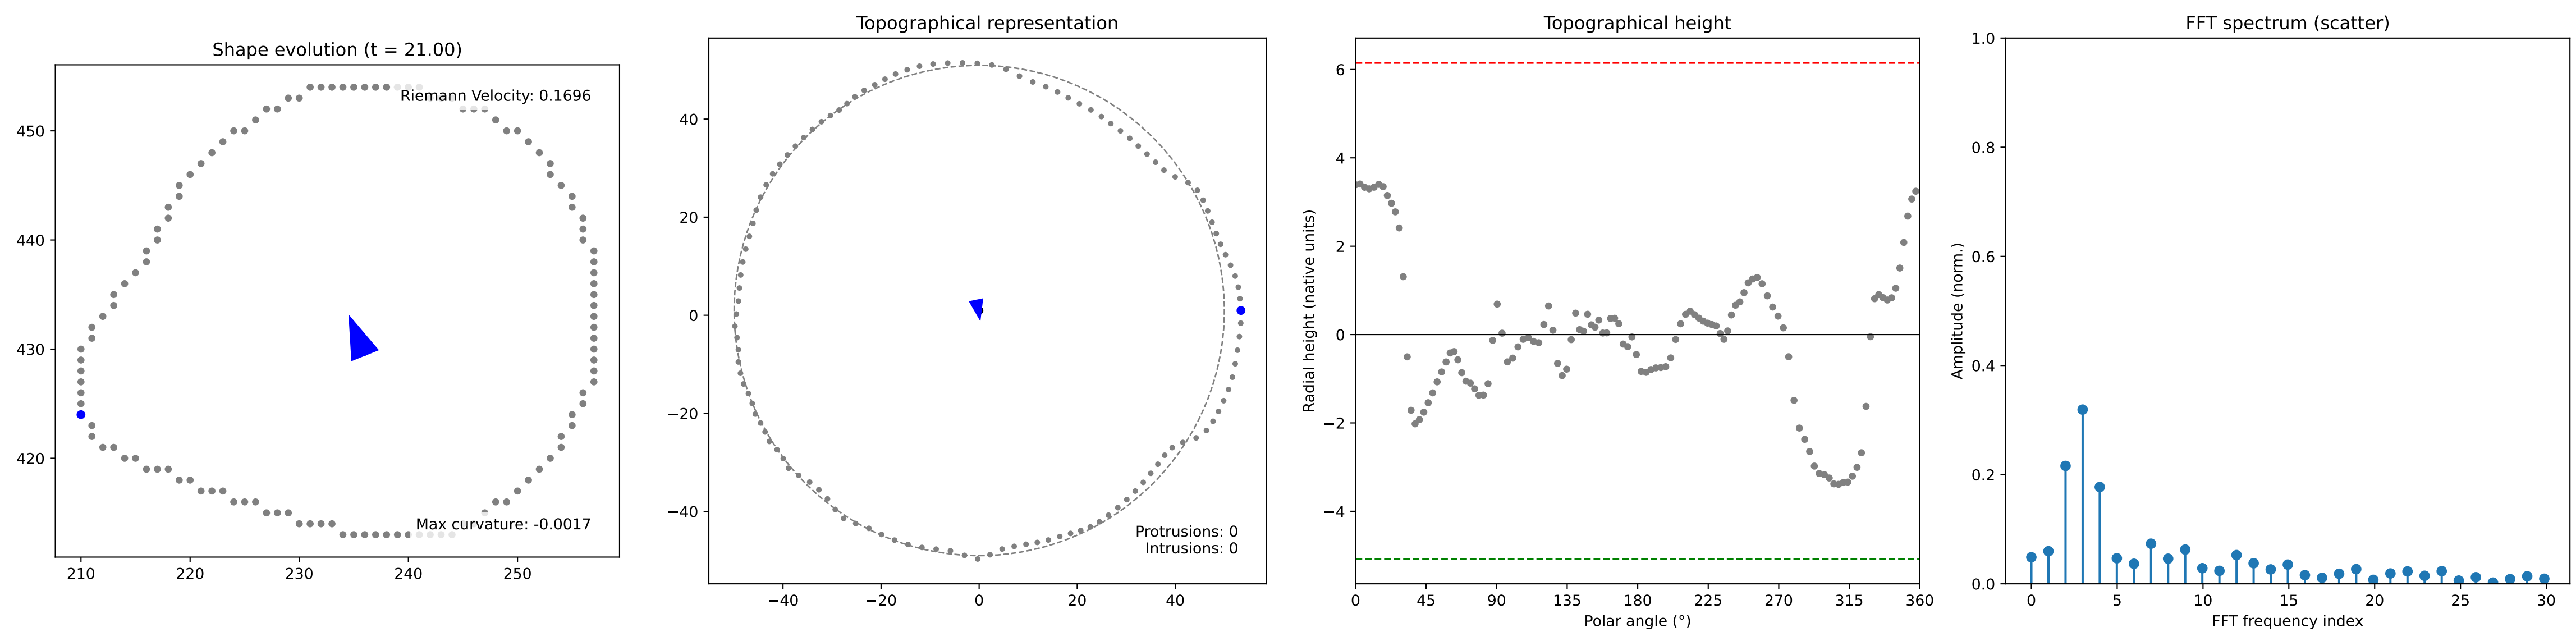 Shape evolution (t = 21.00)
Riemann Velocity: 0.1696
Max curvature: -0.0017
450
440
430
420
210 220 230 240 250
Topographical representation
40
20
0
−20
−40
−40 −20 0 20 40
Protrusions: 0
Intrusions: 0
Topographical height
Radial height (native units)
6
4
2
0
−2
−4
0 45 90 135 180 225 270 315 360
Polar angle (°)
FFT spectrum (scatter)
Amplitude (norm.)
1.0
0.8
0.6
0.4
0.2
0.0
0 5 10 15 20 25 30
FFT frequency index